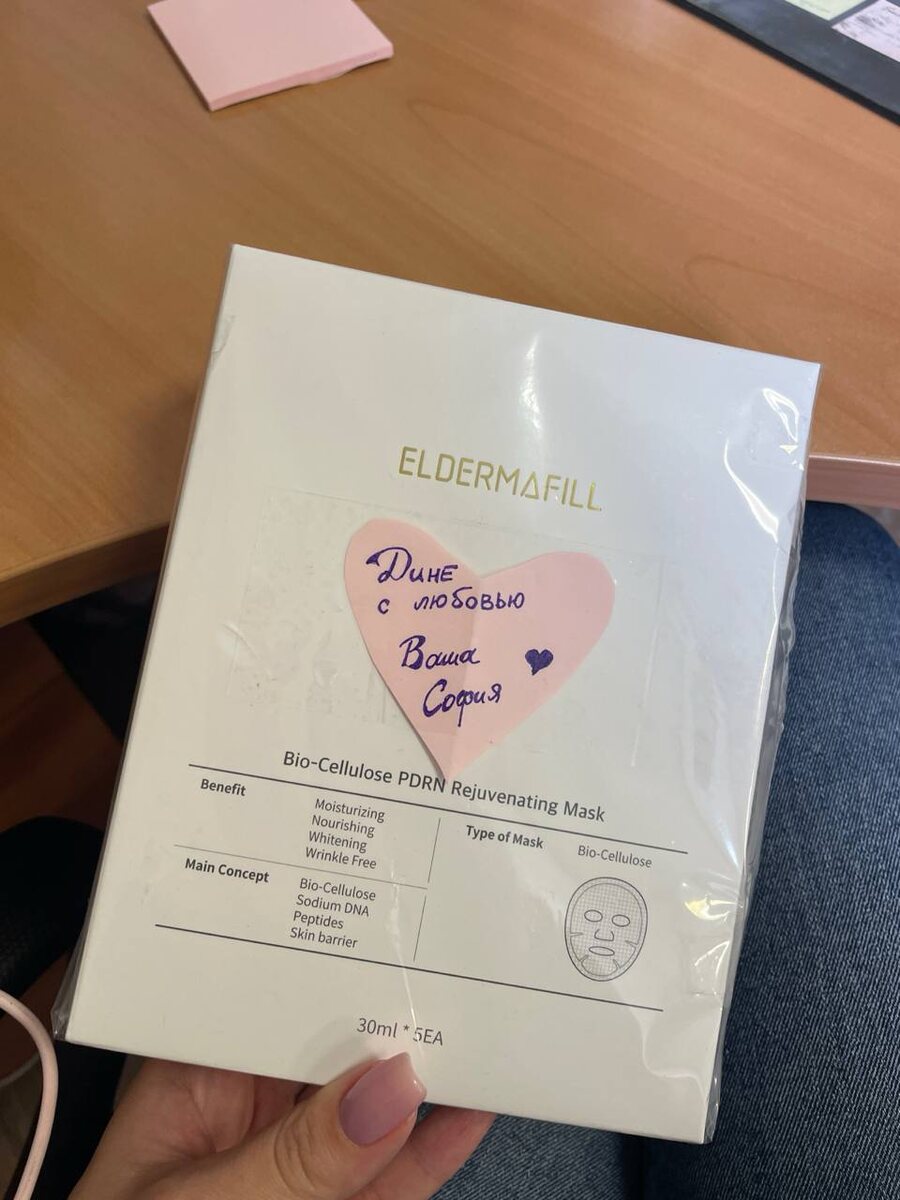 ELDERMAFILL
Дине
с любовью
Ваша
София
Bio-Cellulose PDRN Rejuvenating Mask
Benefit
Moisturizing
Nourishing
Whitening
Wrinkle Free
Type of Mask
Bio-Cellulose
Main Concept
Bio-Cellulose
Sodium DNA
Peptides
Skin barrier
30ml * 5EA